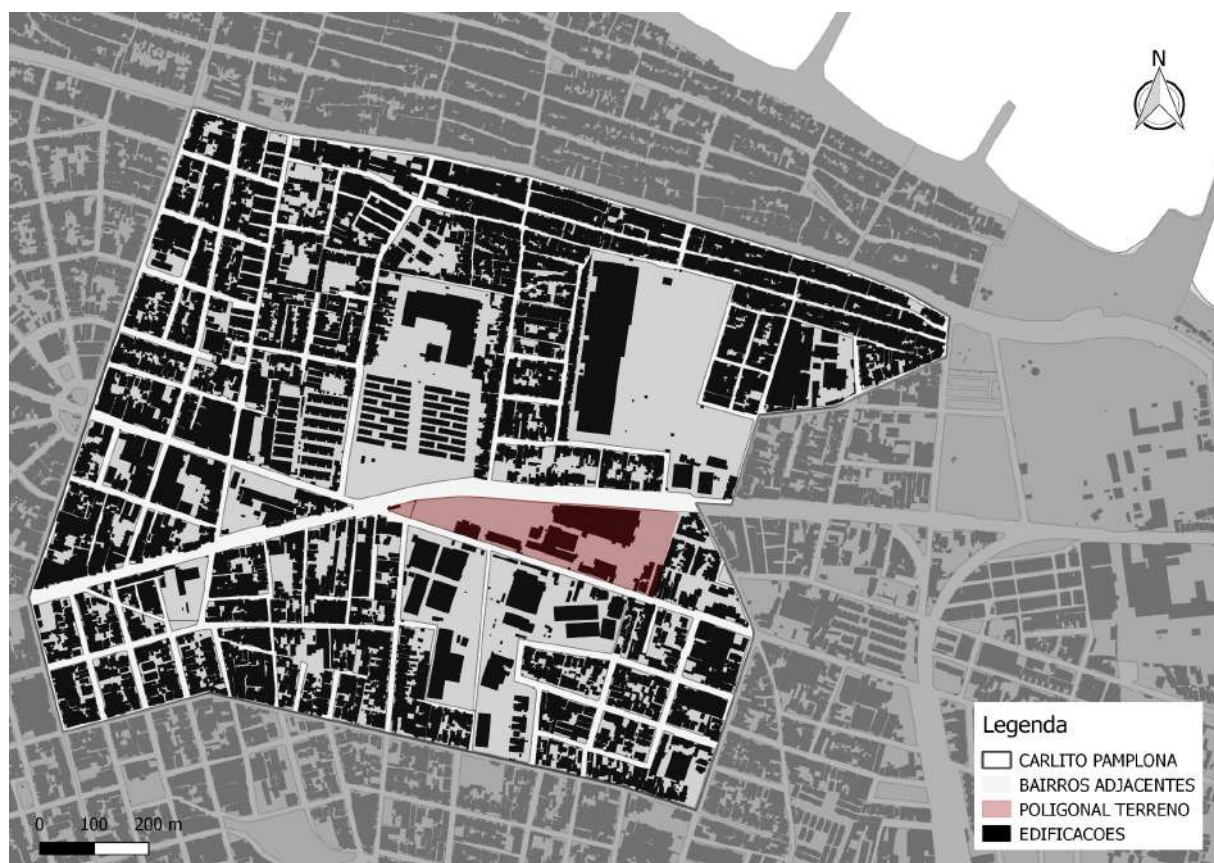 N
Legenda
CARLITO PAMPLONA
BAIRROS ADJACENTES
POLIGONAL TERRENO
EDIFICACOES
0 100 200 m